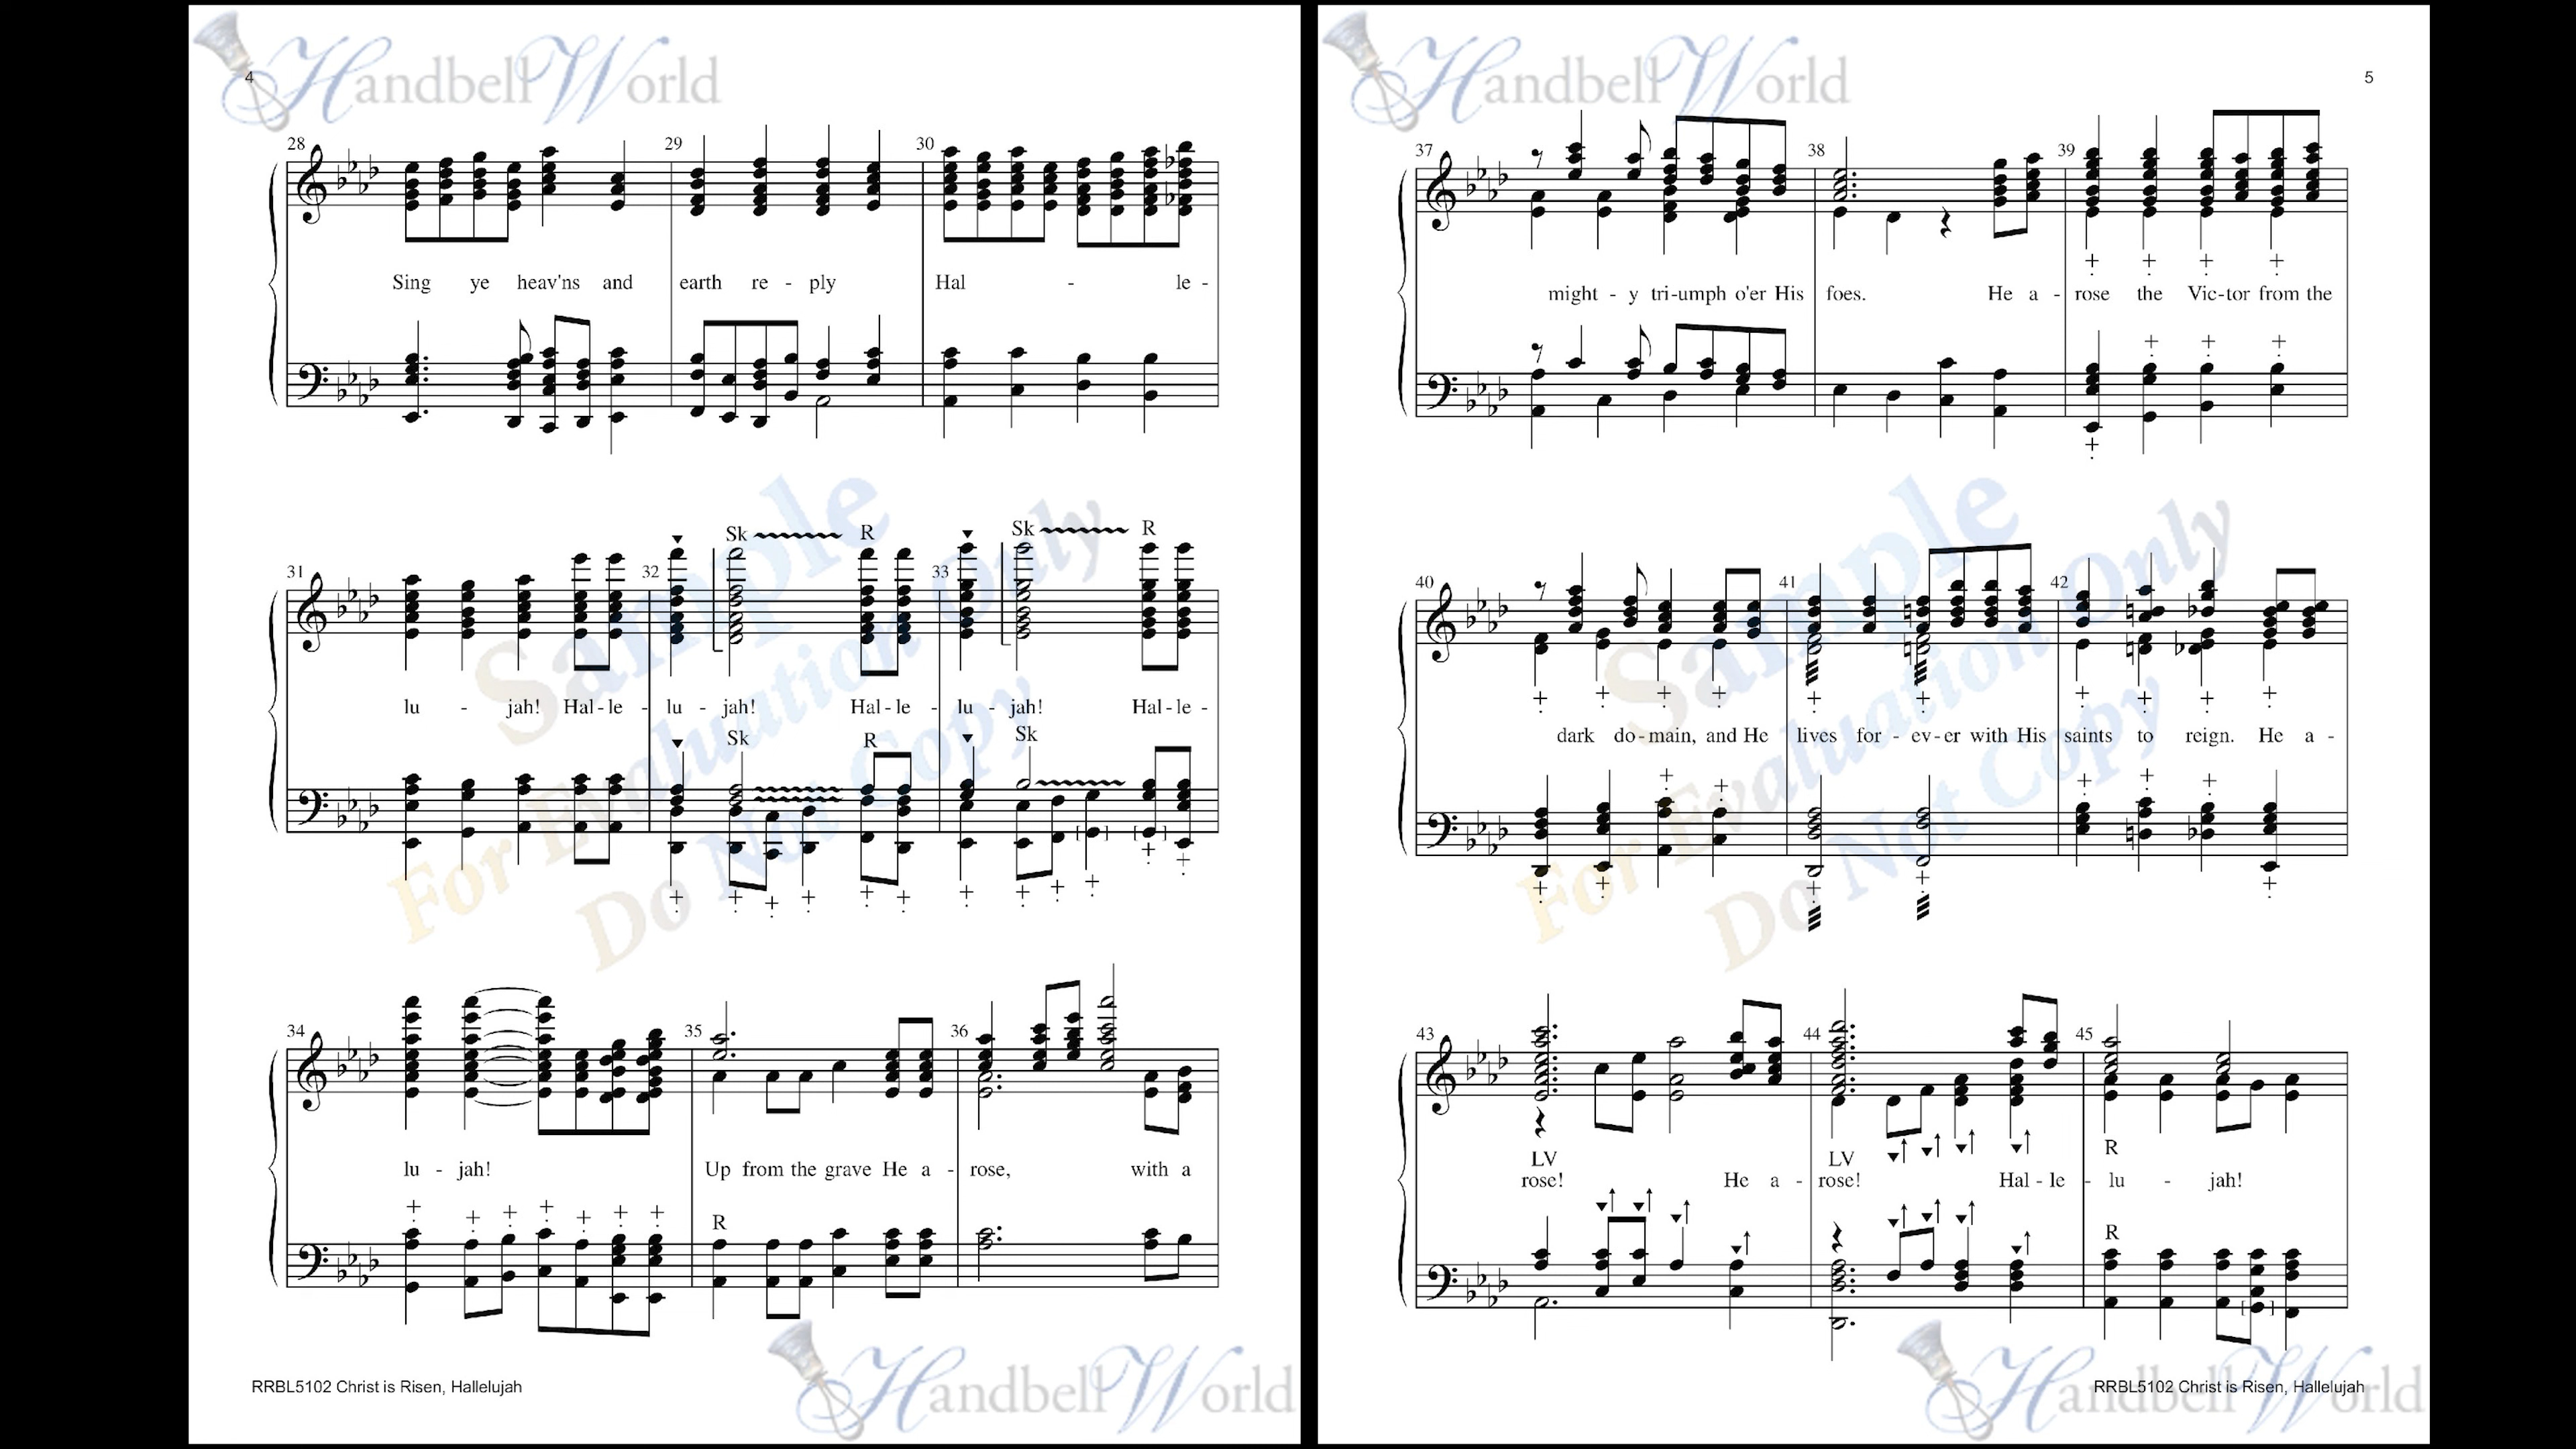 Handbell World
4
28 29 30
Sing ye heav'ns and earth re - ply Hal - le -
31 32 33
Sk R Sk R
lu - jah! Hal - le - lu - jah! Hal - le - lu - jah! Hal - le -
Sk R Sk
34 35 36
lu - jah! Up from the grave He a - rose, with a
R
RRBL5102 Christ is Risen, Hallelujah
Handbell World
Sample
For Evaluation Only
Do Not Copy
Handbell World
5
37 38 39
might - y tri-umph o'er His foes. He a - rose the Vic-tor from the
40 41 42
dark do-main, and He lives for - ev-er with His saints to reign. He a -
43 44 45
LV LV R
rose! He a - rose! Hal - le - lu - jah!
R
RRBL5102 Christ is Risen, Hallelujah
Handbell World
Sample
For Evaluation Only
Do Not Copy